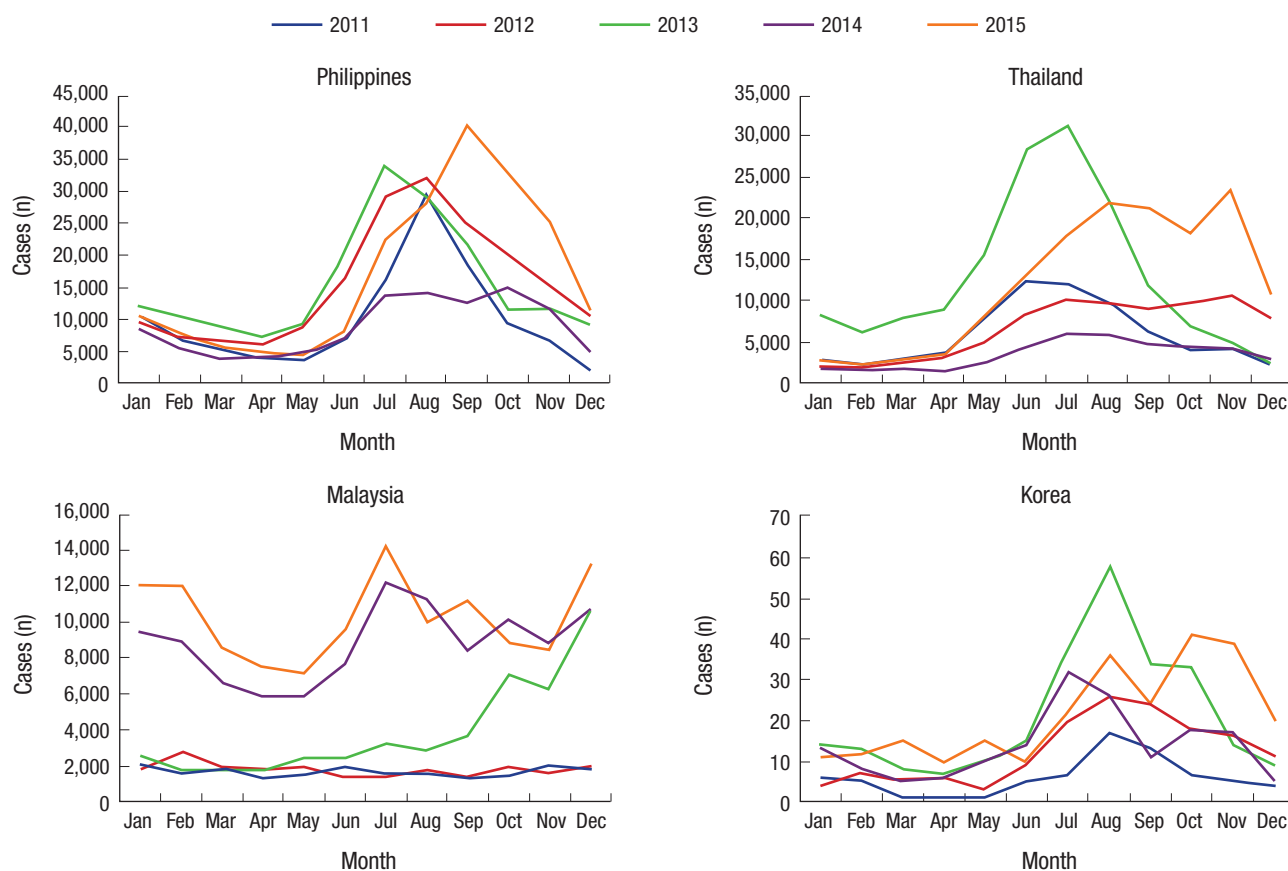 2011 2012 2013 2014 2015
Philippines
Cases (n)
45,000
40,000
35,000
30,000
25,000
20,000
15,000
10,000
5,000
0
Jan Feb Mar Apr May Jun Jul Aug Sep Oct Nov Dec
Month
Thailand
Cases (n)
35,000
30,000
25,000
20,000
15,000
10,000
5,000
0
Jan Feb Mar Apr May Jun Jul Aug Sep Oct Nov Dec
Month
Malaysia
Cases (n)
16,000
14,000
12,000
10,000
8,000
6,000
4,000
2,000
0
Jan Feb Mar Apr May Jun Jul Aug Sep Oct Nov Dec
Month
Korea
Cases (n)
70
60
50
40
30
20
10
0
Jan Feb Mar Apr May Jun Jul Aug Sep Oct Nov Dec
Month